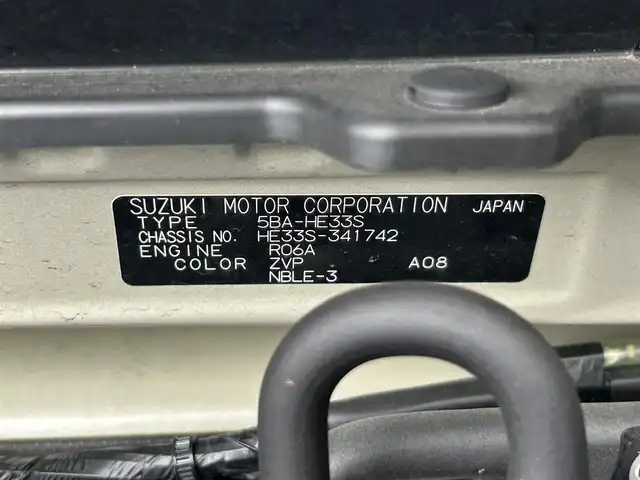 SUZUKI MOTOR CORPORATION JAPAN
TYPE 5BA-HE33S
CHASSIS NO. HE33S-341742
ENGINE R06A
COLOR ZVP A08
NBLE-3